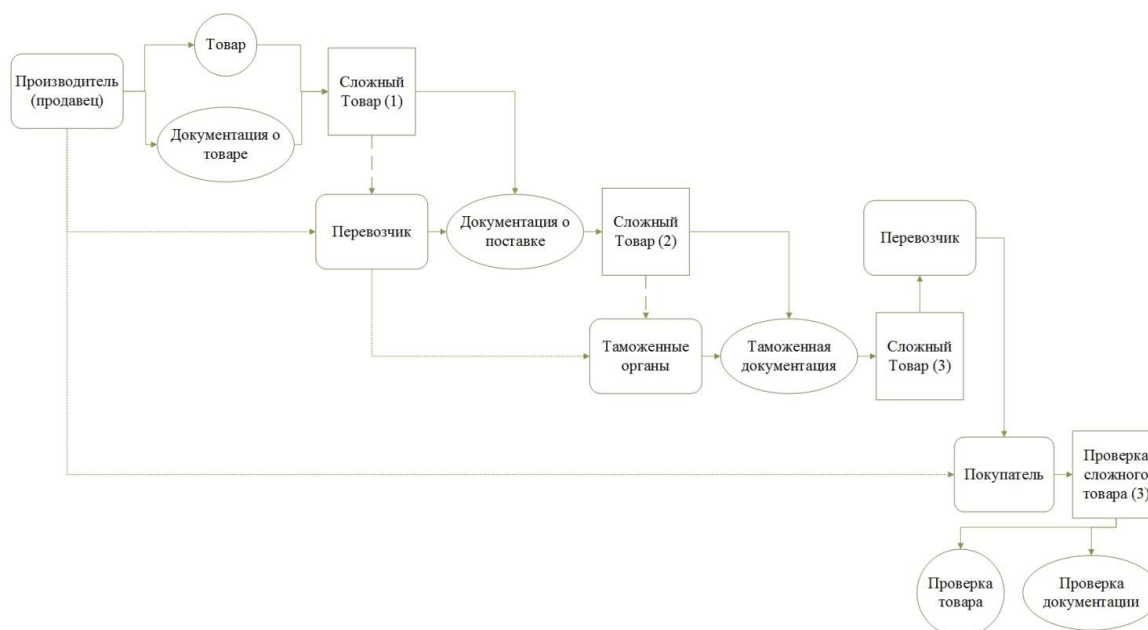 Товар
Производитель
(продавец)
Сложный
Товар (1)
Документация о
товаре
Перевозчик
Документация о
поставке
Сложный
Товар (2)
Перевозчик
Таможенные
органы
Таможенная
документация
Сложный
Товар (3)
Покупатель
Проверка
сложного
товара (3)
Проверка
товара
Проверка
документации